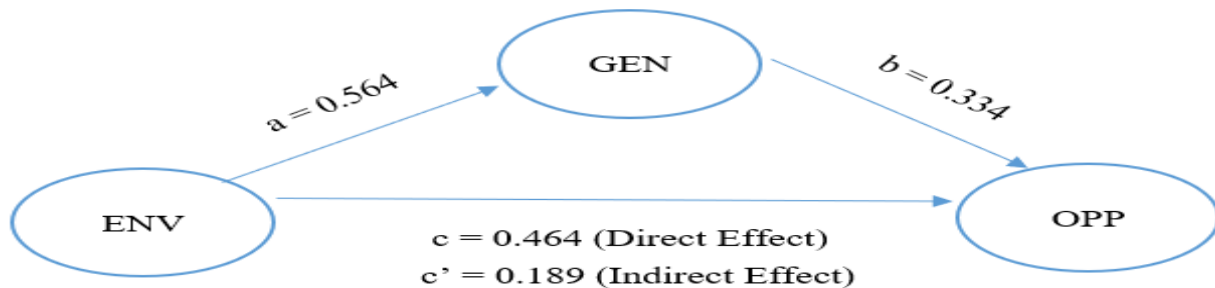 GEN
a = 0.564
b = 0.334
ENV
OPP
c = 0.464 (Direct Effect)
c’ = 0.189 (Indirect Effect)